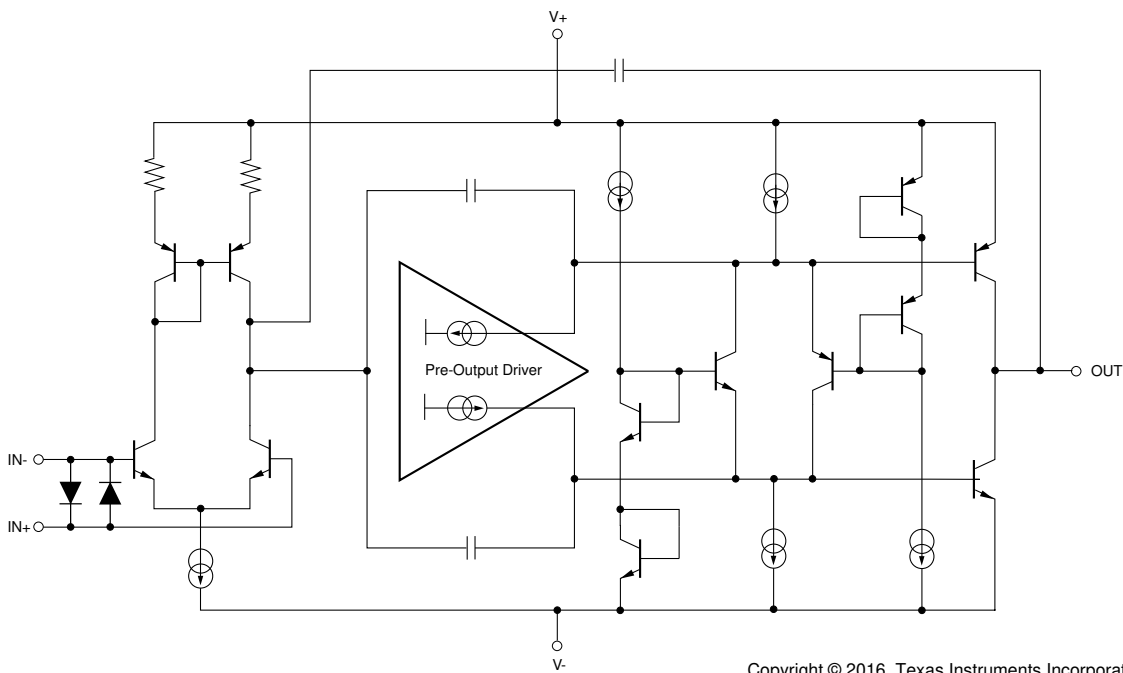 V+
Pre-Output Driver
OUT
IN-
IN+
V-
Copyright © 2016, Texas Instruments Incorporat